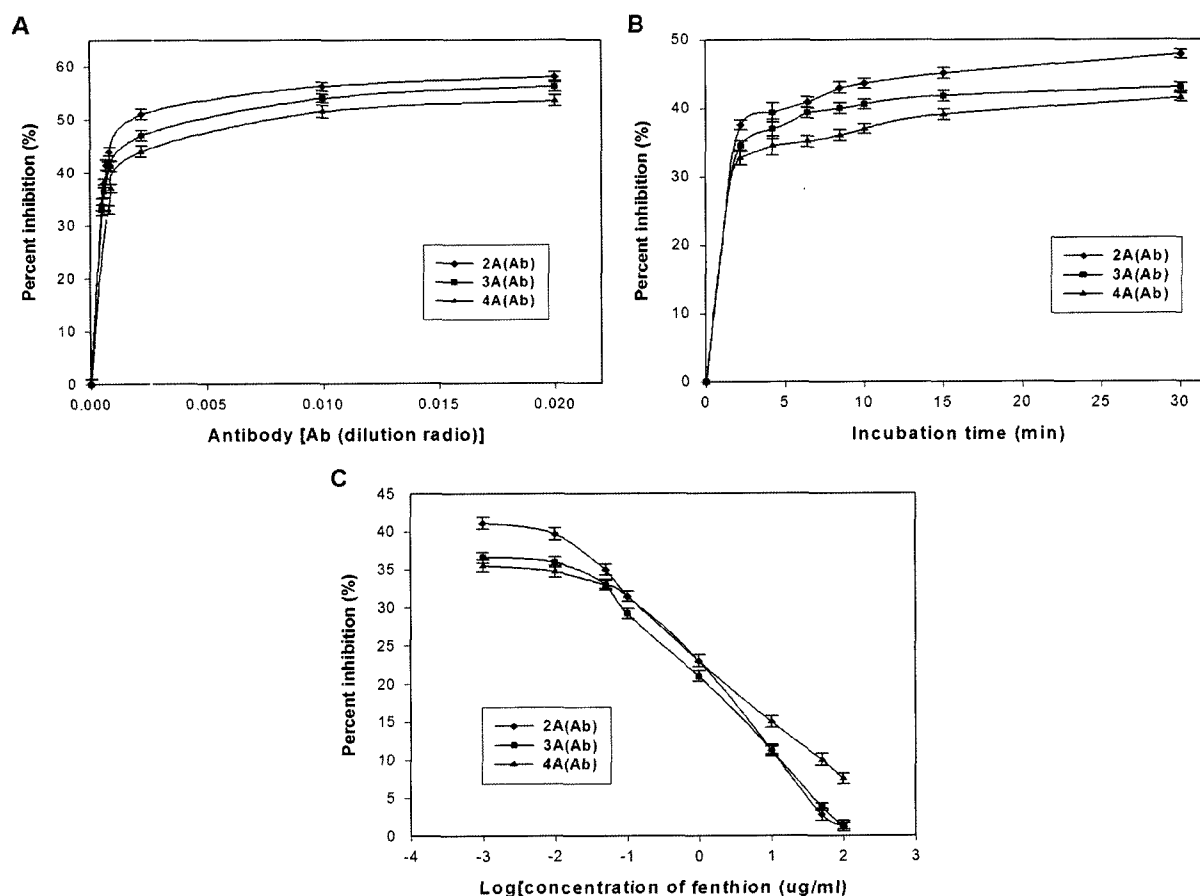 A
Percent inhibition (%)
60
50
40
30
20
10
0
0.000
0.005
0.010
0.015
0.020
Antibody [Ab (dilution radio)]
2A(Ab)
3A(Ab)
4A(Ab)
B
Percent inhibition (%)
50
40
30
20
10
0
0
5
10
15
20
25
30
Incubation time (min)
2A(Ab)
3A(Ab)
4A(Ab)
C
Percent inhibition (%)
45
40
35
30
25
20
15
10
5
0
-4
-3
-2
-1
0
1
2
3
Log[concentration of fenthion (ug/ml)
2A(Ab)
3A(Ab)
4A(Ab)